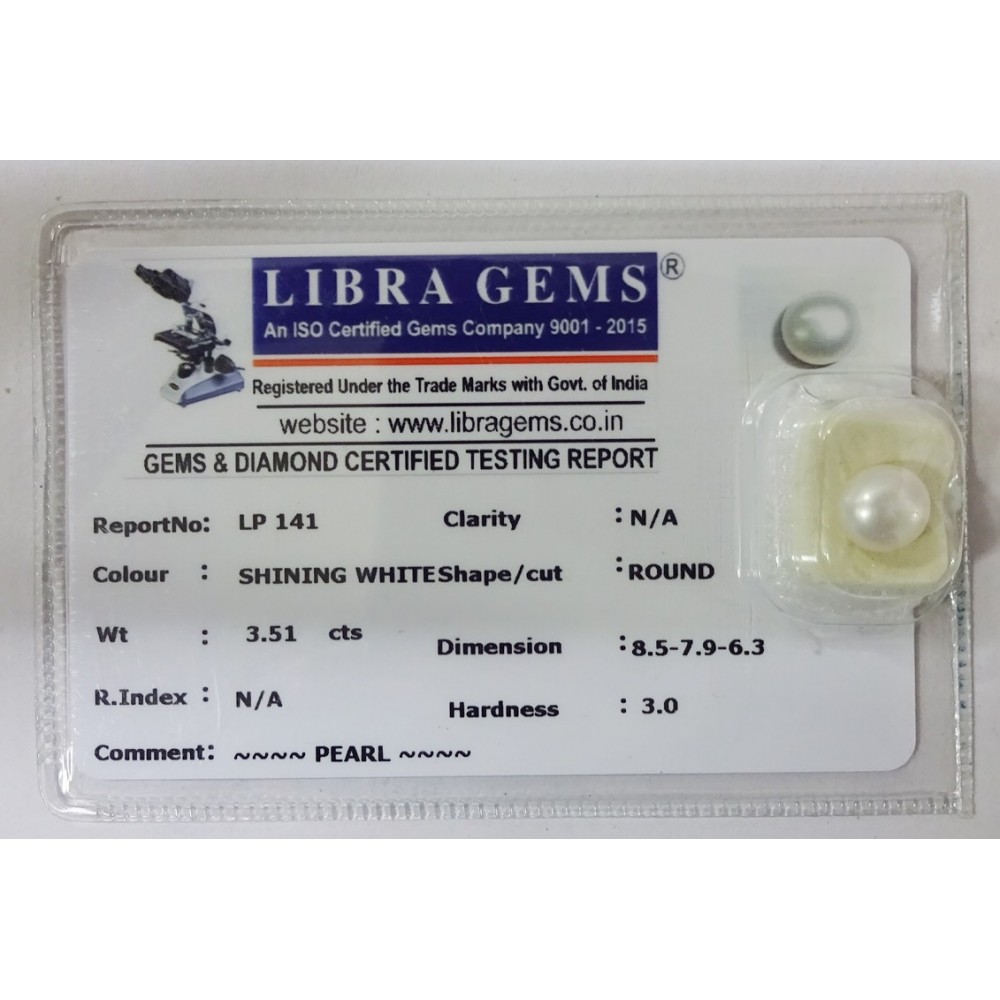 LIBRA GEMS®
An ISO Certified Gems Company 9001 - 2015
Registered Under the Trade Marks with Govt. of India
website : www.libragems.co.in
GEMS & DIAMOND CERTIFIED TESTING REPORT
ReportNo: LP 141 Clarity : N/A
Colour : SHINING WHITE Shape/cut : ROUND
Wt : 3.51 cts Dimension : 8.5-7.9-6.3
R.Index : N/A Hardness : 3.0
Comment: ~~~~ PEARL ~~~~